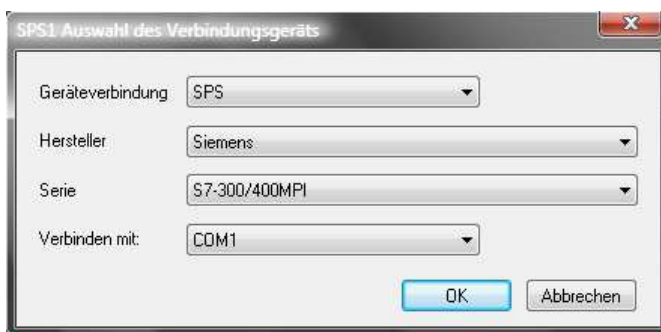 SPS1 Auswahl des Verbindungsgeräts
Geräteverbindung SPS
Hersteller Siemens
Serie S7-300/400MPI
Verbinden mit: COM1
OK Abbrechen